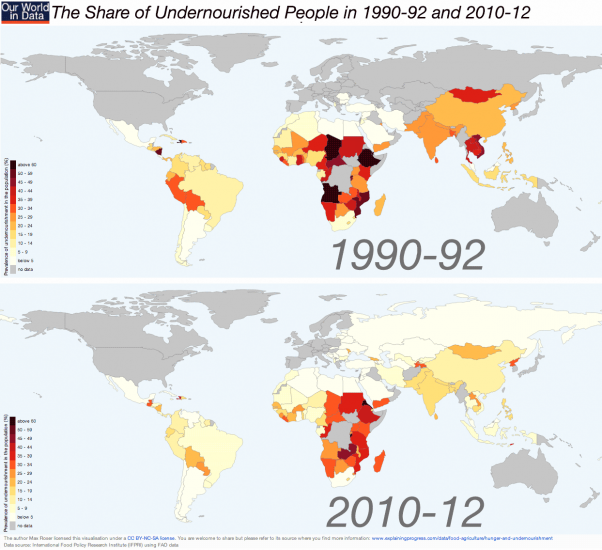 Our World
in Data
The Share of Undernourished People in 1990-92 and 2010-12
Prevalence of undernourishment in the population (%)
above 60
55 - 59
50 - 54
45 - 49
40 - 44
35 - 39
30 - 34
25 - 29
20 - 24
15 - 19
10 - 14
5 - 9
below 5
no data
1990-92
Prevalence of undernourishment in the population (%)
above 60
55 - 59
50 - 54
45 - 49
40 - 44
35 - 39
30 - 34
25 - 29
20 - 24
15 - 19
10 - 14
5 - 9
below 5
no data
2010-12
The author Max Roser licensed this visualisation under a CC BY-NC-SA license. You are welcome to share but please refer to its source where you find more information: www.explainingprogress.com/data/food-agriculture/hunger-and-undernourishment
Data source: International Food Policy Research Institute (IFPRI) using FAO data